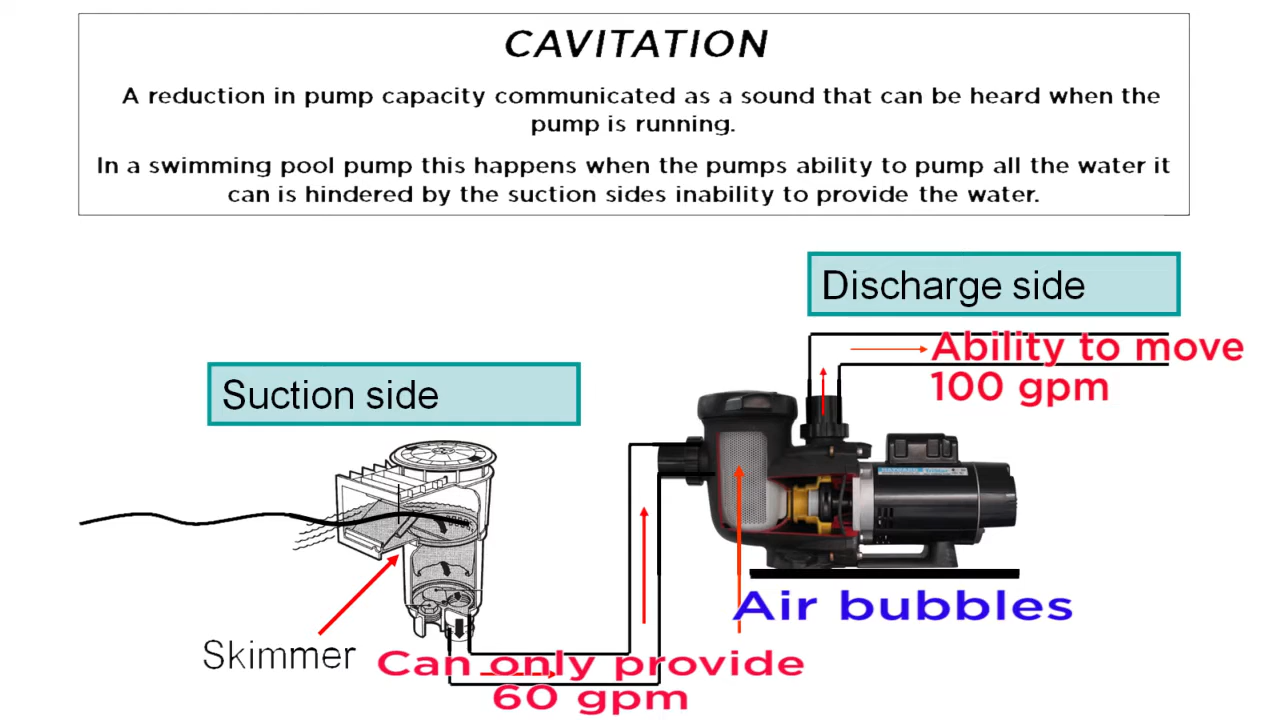 CAVITATION
A reduction in pump capacity communicated as a sound that can be heard when the
pump is running.
In a swimming pool pump this happens when the pumps ability to pump all the water it
can is hindered by the suction sides inability to provide the water.
Discharge side
Ability to move
100 gpm
Suction side
Air bubbles
Skimmer
Can only provide
60 gpm